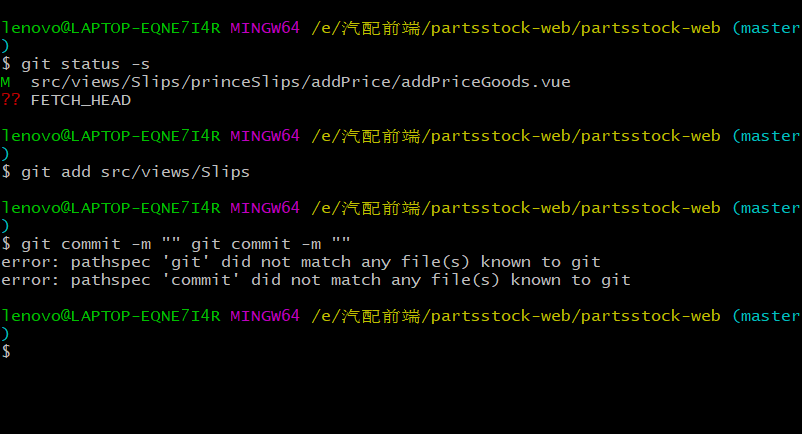 lenovo@LAPTOP-EQNE7I4R MINGW64 /e/汽配前端/partsstock-web/partsstock-web (master
)
$ git status -s
M  src/views/Slips/princeSlips/addPrice/addPriceGoods.vue
?? FETCH_HEAD
lenovo@LAPTOP-EQNE7I4R MINGW64 /e/汽配前端/partsstock-web/partsstock-web (master
)
$ git add src/views/Slips
lenovo@LAPTOP-EQNE7I4R MINGW64 /e/汽配前端/partsstock-web/partsstock-web (master
)
$ git commit -m "" git commit -m ""
error: pathspec 'git' did not match any file(s) known to git
error: pathspec 'commit' did not match any file(s) known to git
lenovo@LAPTOP-EQNE7I4R MINGW64 /e/汽配前端/partsstock-web/partsstock-web (master
)
$